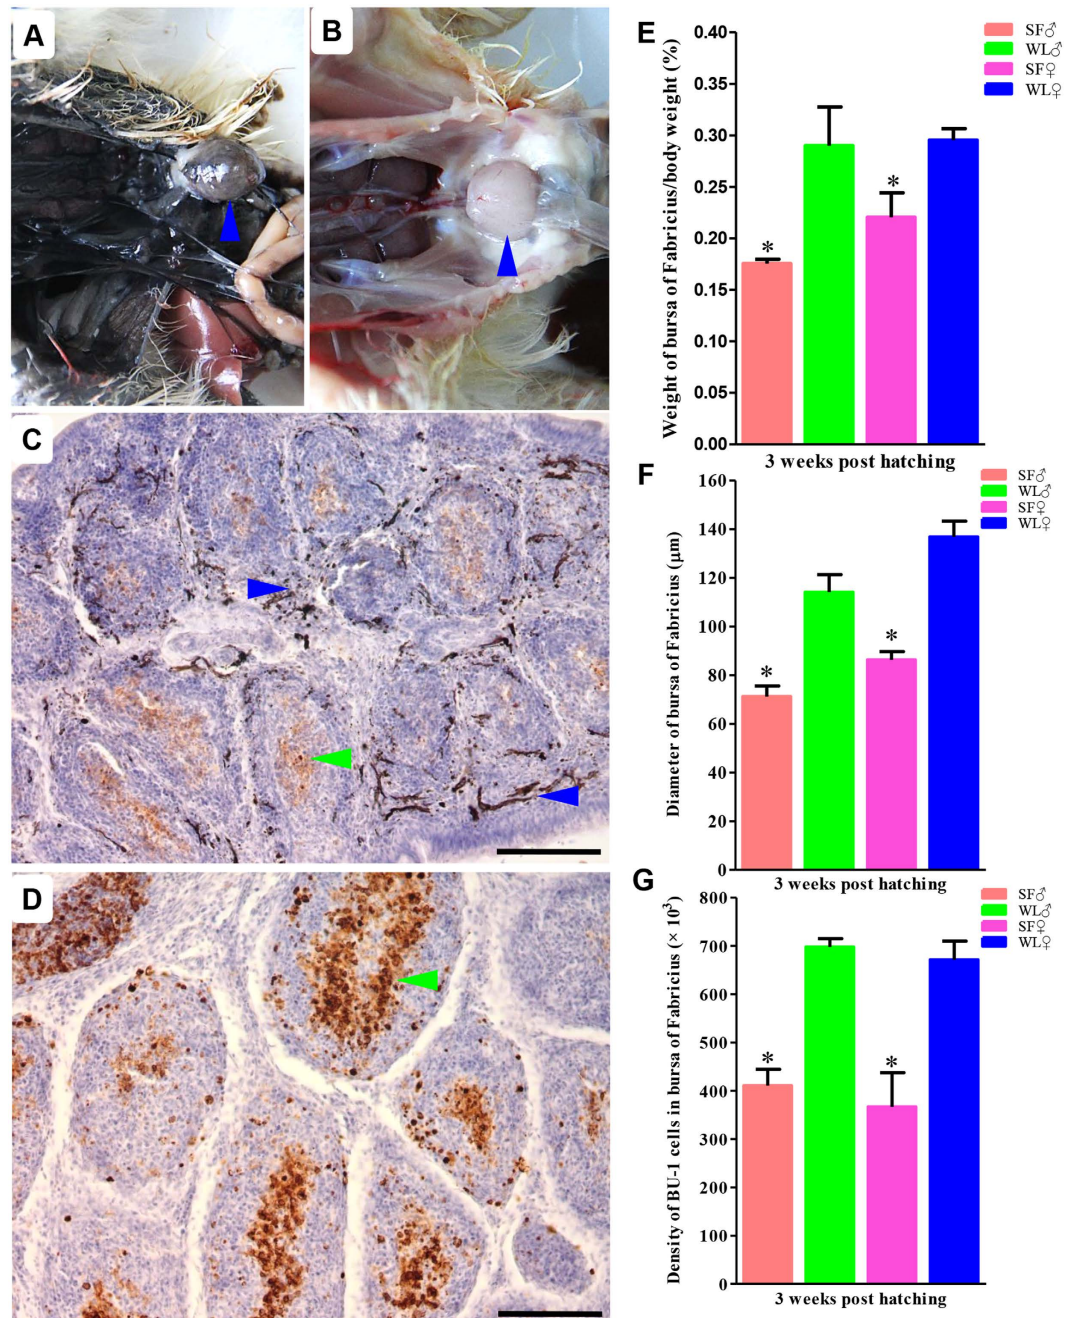 A
B
C
D
E
SF♂
WL♂
SF♀
WL♀
Weight of bursa of Fabricius/body weight (%)
0.40
0.35
0.30
0.25
0.20
0.15
0.10
0.05
0.00
*
*
3 weeks post hatching
F
SF♂
WL♂
SF♀
WL♀
Diameter of bursa of Fabricius (μm)
160
140
120
100
80
60
40
20
0
*
*
3 weeks post hatching
G
SF♂
WL♂
SF♀
WL♀
Density of BU-1 cells in bursa of Fabricius (× 10³)
800
700
600
500
400
300
200
100
0
*
*
3 weeks post hatching